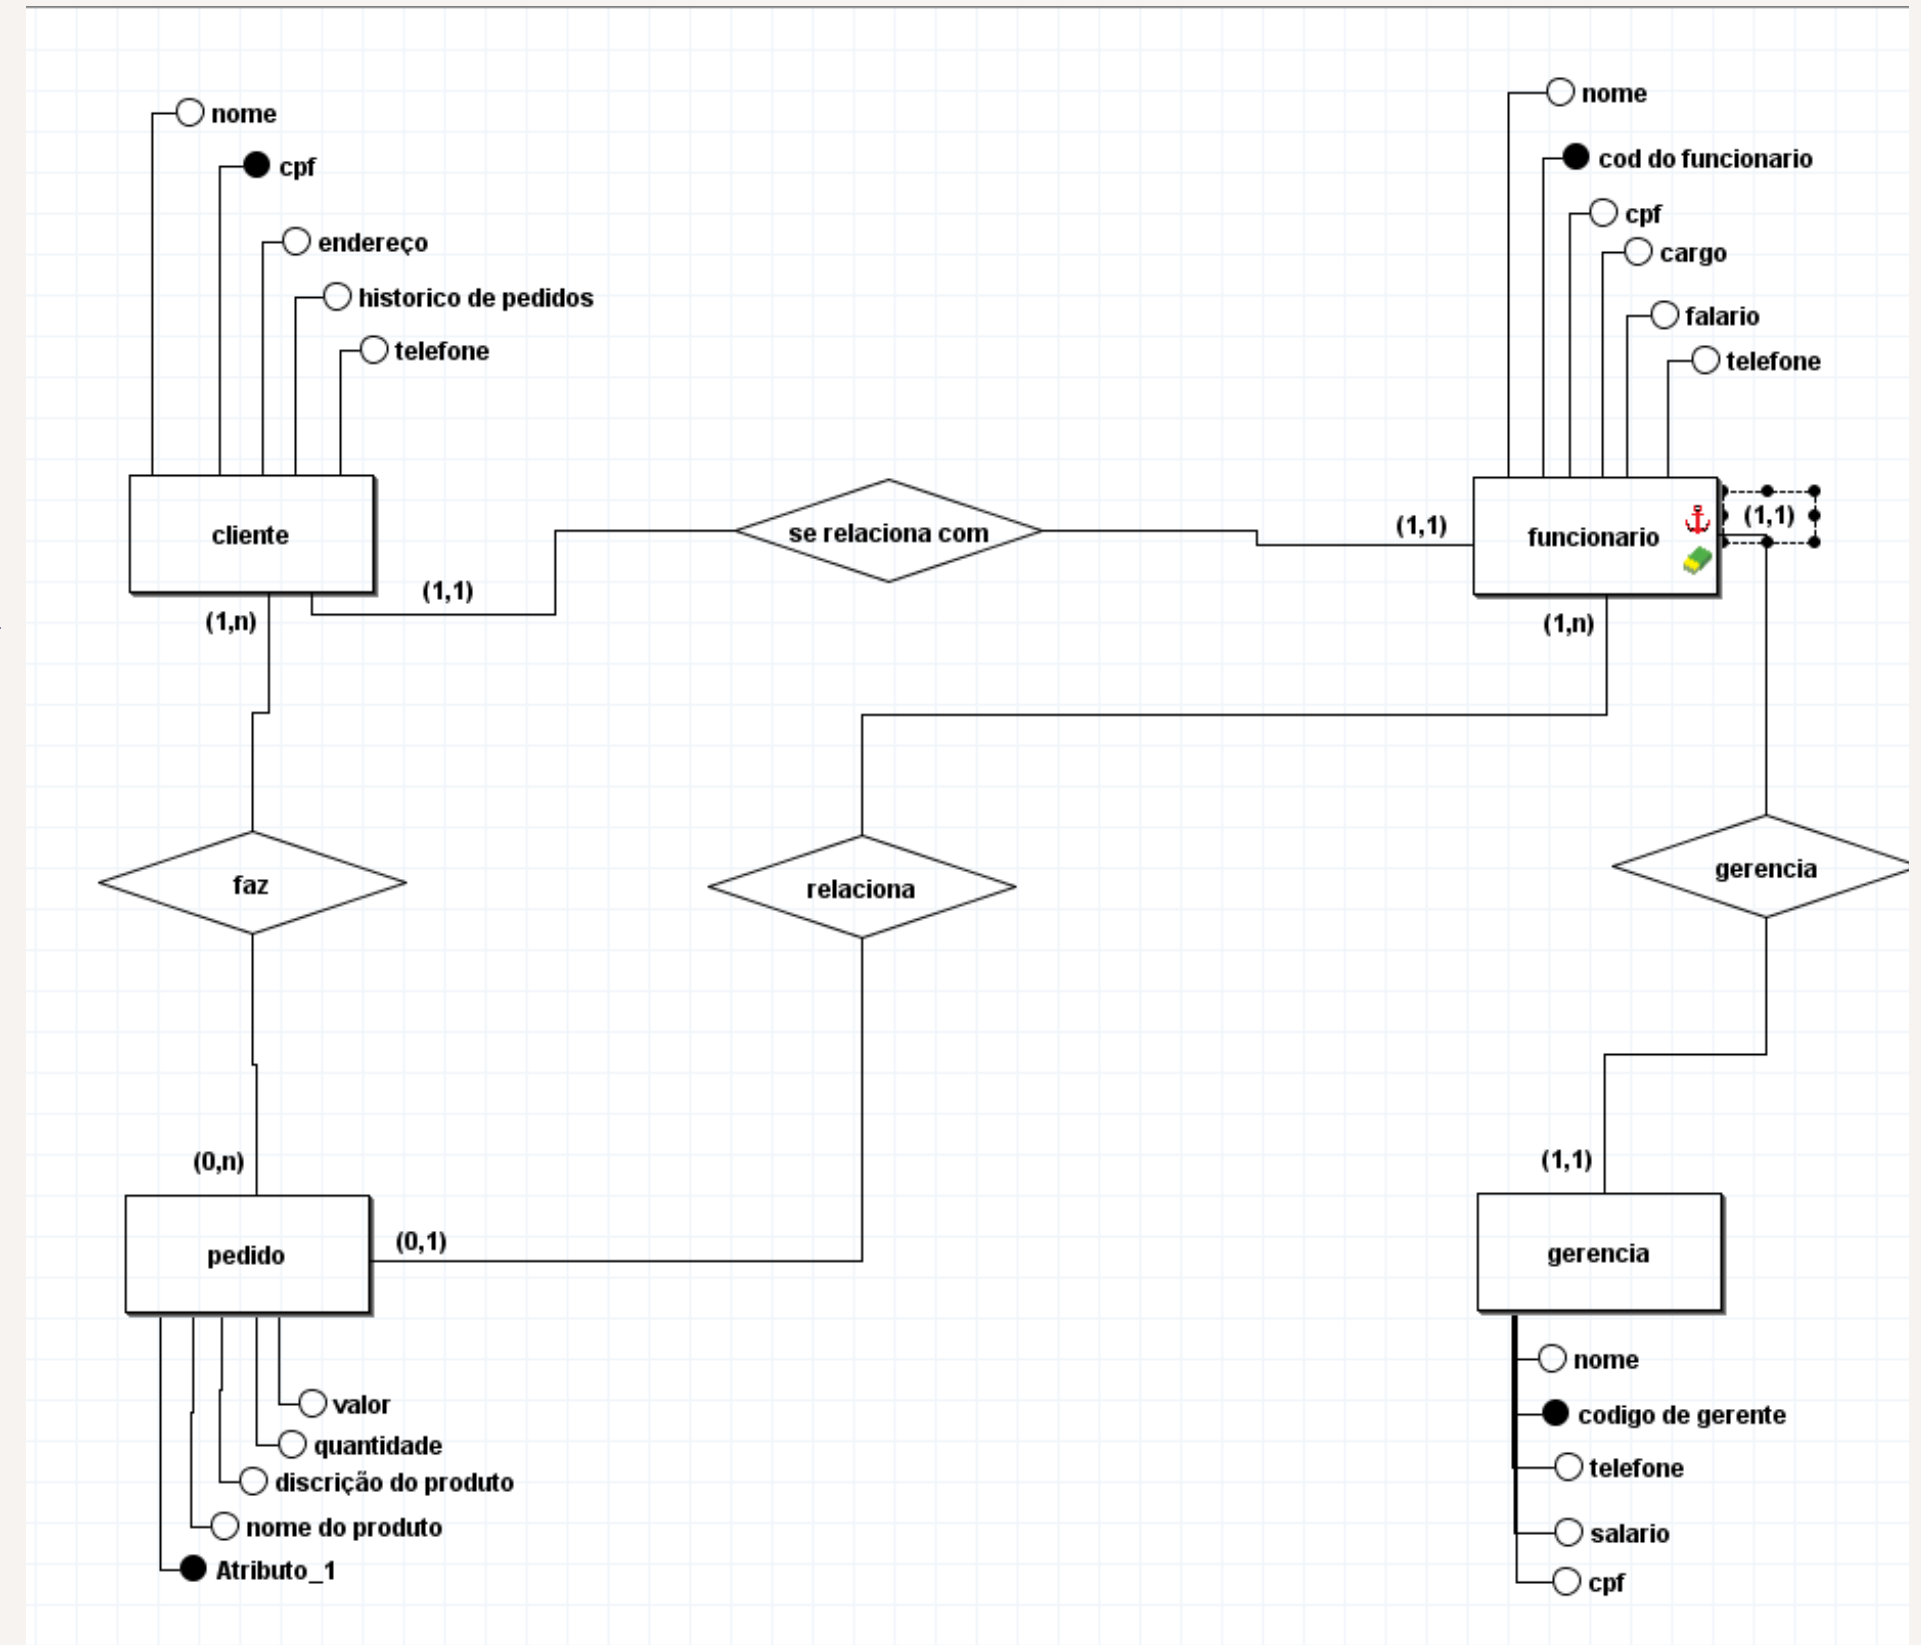 nome
cpf
endereço
historico de pedidos
telefone
nome
cod do funcionario
cpf
cargo
falario
telefone
cliente
se relaciona com
funcionario
(1,1)
(1,1)
(1,1)
(1,n)
(1,n)
faz
relaciona
gerencia
(0,n)
(1,1)
pedido
(0,1)
gerencia
valor
quantidade
discrição do produto
nome do produto
Atributo_1
nome
codigo de gerente
telefone
salario
cpf